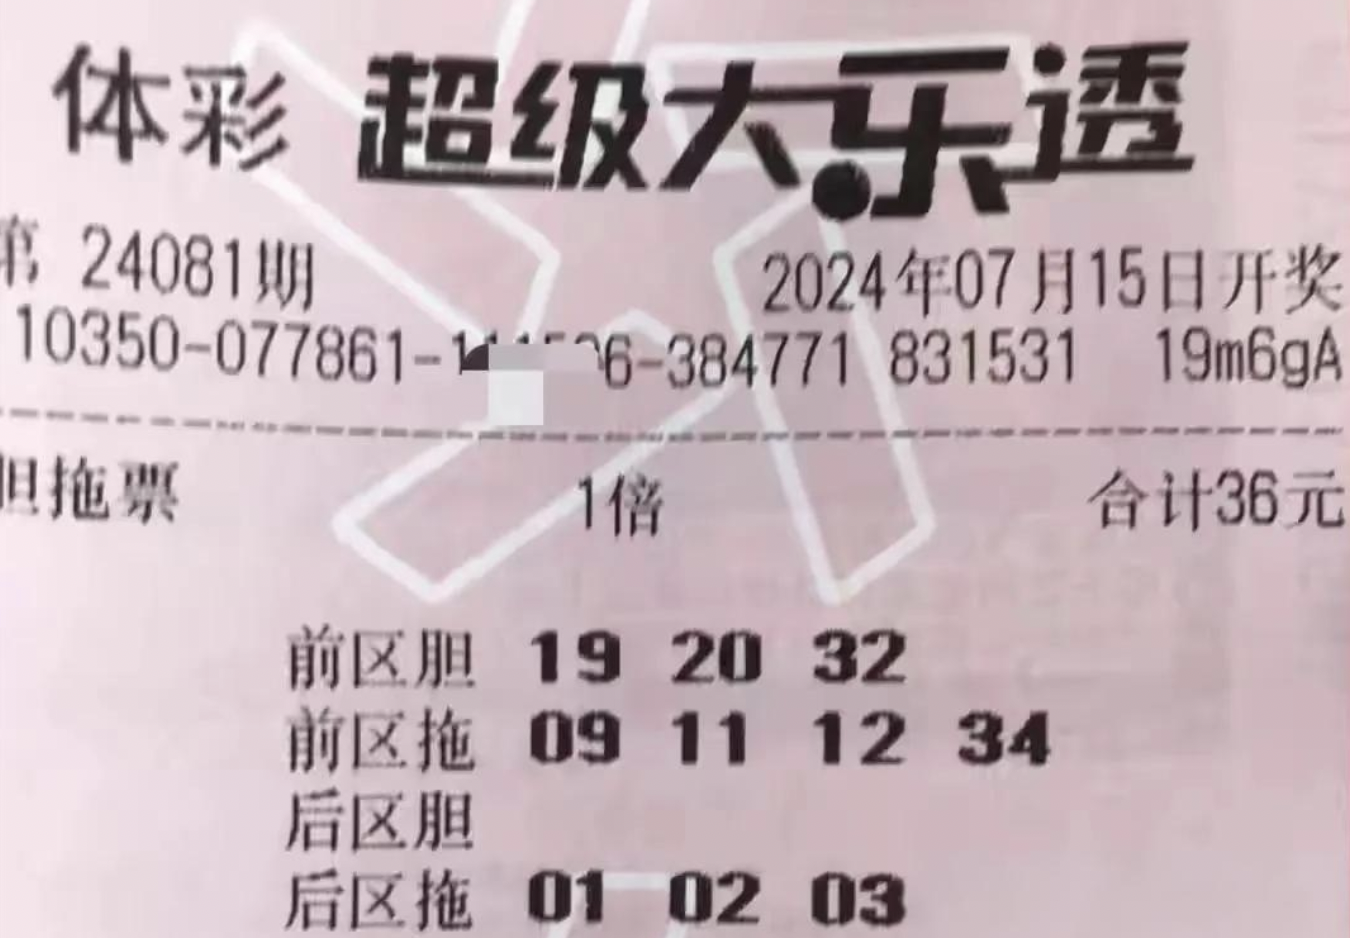 体彩 超级大乐透
第 24081期 2024年07月15日开奖
10350-077861- 6-384771 831531 19m6gA
胆拖票 1倍 合计36元
前区胆 19 20 32
前区拖 09 11 12 34
后区胆
后区拖 01 02 03